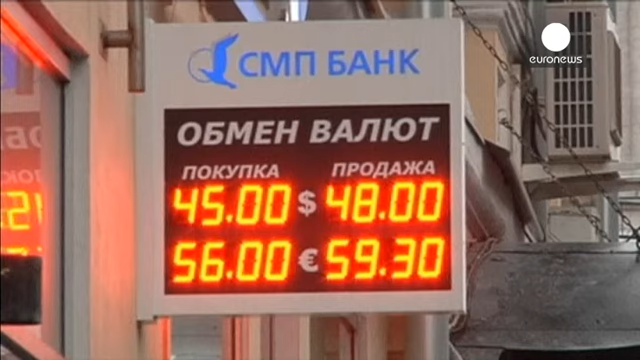 euronews
СМП БАНК
ОБМЕН ВАЛЮТ
ПОКУПКА ПРОДАЖА
45.00 $ 48.00
56.00 € 59.30